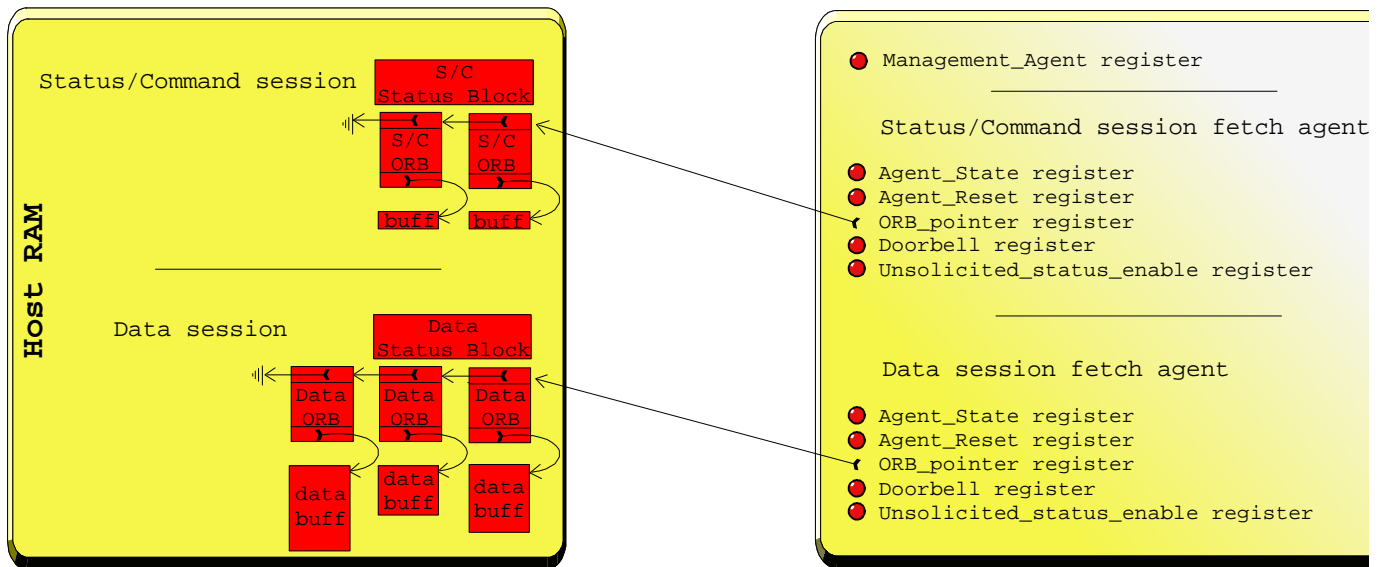 Host RAM
Status/Command session
S/C
Status Block
S/C
ORB
S/C
ORB
buff
buff
Data session
Data
Status Block
Data
ORB
Data
ORB
Data
ORB
data
buff
data
buff
data
buff
Management_Agent register
Status/Command session fetch agent
Agent_State register
Agent_Reset register
ORB_pointer register
Doorbell register
Unsolicited_status_enable register
Data session fetch agent
Agent_State register
Agent_Reset register
ORB_pointer register
Doorbell register
Unsolicited_status_enable register